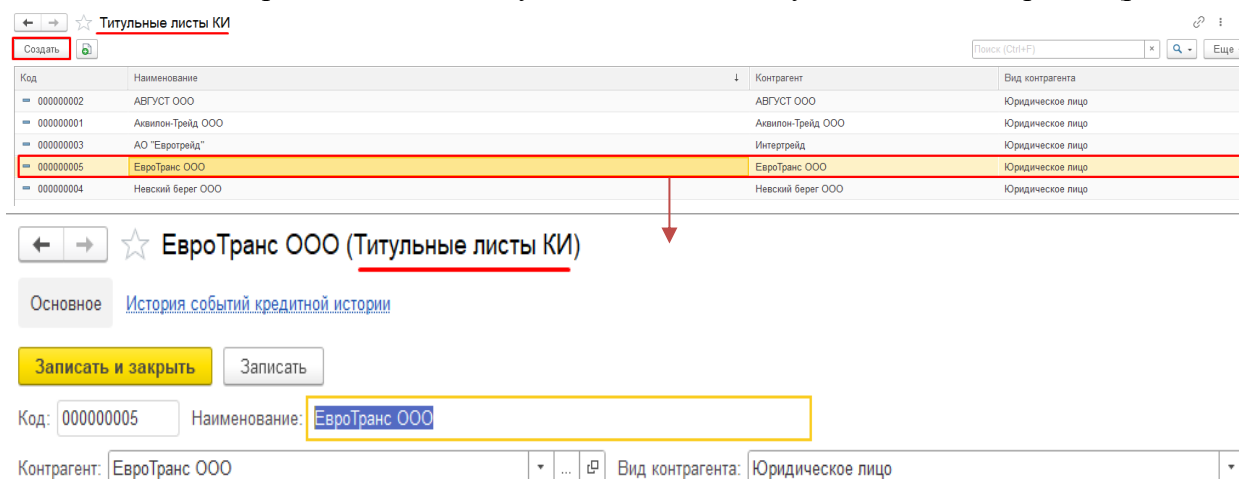 Титульные листы КИ
Создать Поиск (Ctrl+F) × Еще
Код Наименование ↓ Контрагент Вид контрагента
000000002 АВГУСТ ООО АВГУСТ ООО Юридическое лицо
000000001 Аквилон-Трейд ООО Аквилон-Трейд ООО Юридическое лицо
000000003 АО "Евротрейд" Интертрейд Юридическое лицо
000000005 ЕвроТранс ООО ЕвроТранс ООО Юридическое лицо
000000004 Невский берег ООО Невский берег ООО Юридическое лицо
ЕвроТранс ООО (Титульные листы КИ)
Основное История событий кредитной истории
Записать и закрыть Записать
Код: 000000005 Наименование: ЕвроТранс ООО
Контрагент: ЕвроТранс ООО ... Вид контрагента: Юридическое лицо